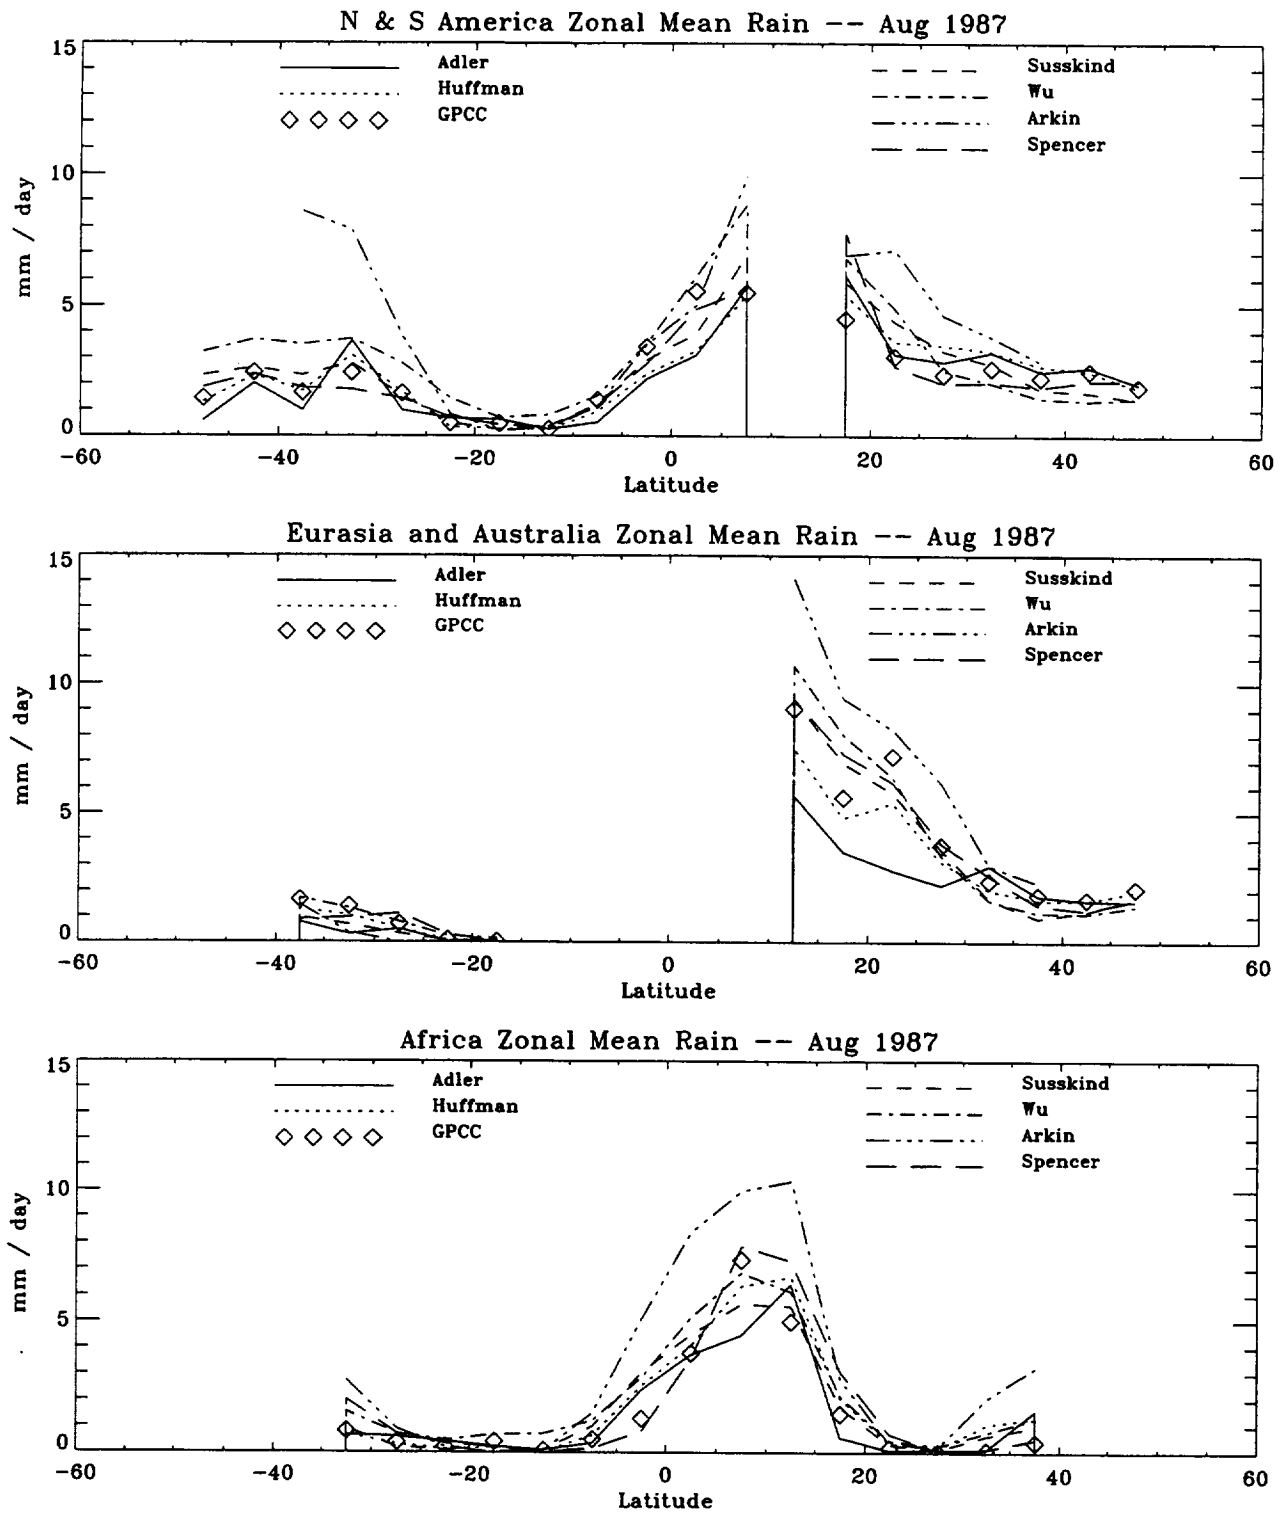 N & S America Zonal Mean Rain -- Aug 1987
15
10
5
0
mm / day
Adler
Huffman
GPCC
Susskind
Wu
Arkin
Spencer
-60 -40 -20 0 20 40 60
Latitude
Eurasia and Australia Zonal Mean Rain -- Aug 1987
15
10
5
0
mm / day
Adler
Huffman
GPCC
Susskind
Wu
Arkin
Spencer
-60 -40 -20 0 20 40 60
Latitude
Africa Zonal Mean Rain -- Aug 1987
15
10
5
0
mm / day
Adler
Huffman
GPCC
Susskind
Wu
Arkin
Spencer
-60 -40 -20 0 20 40 60
Latitude